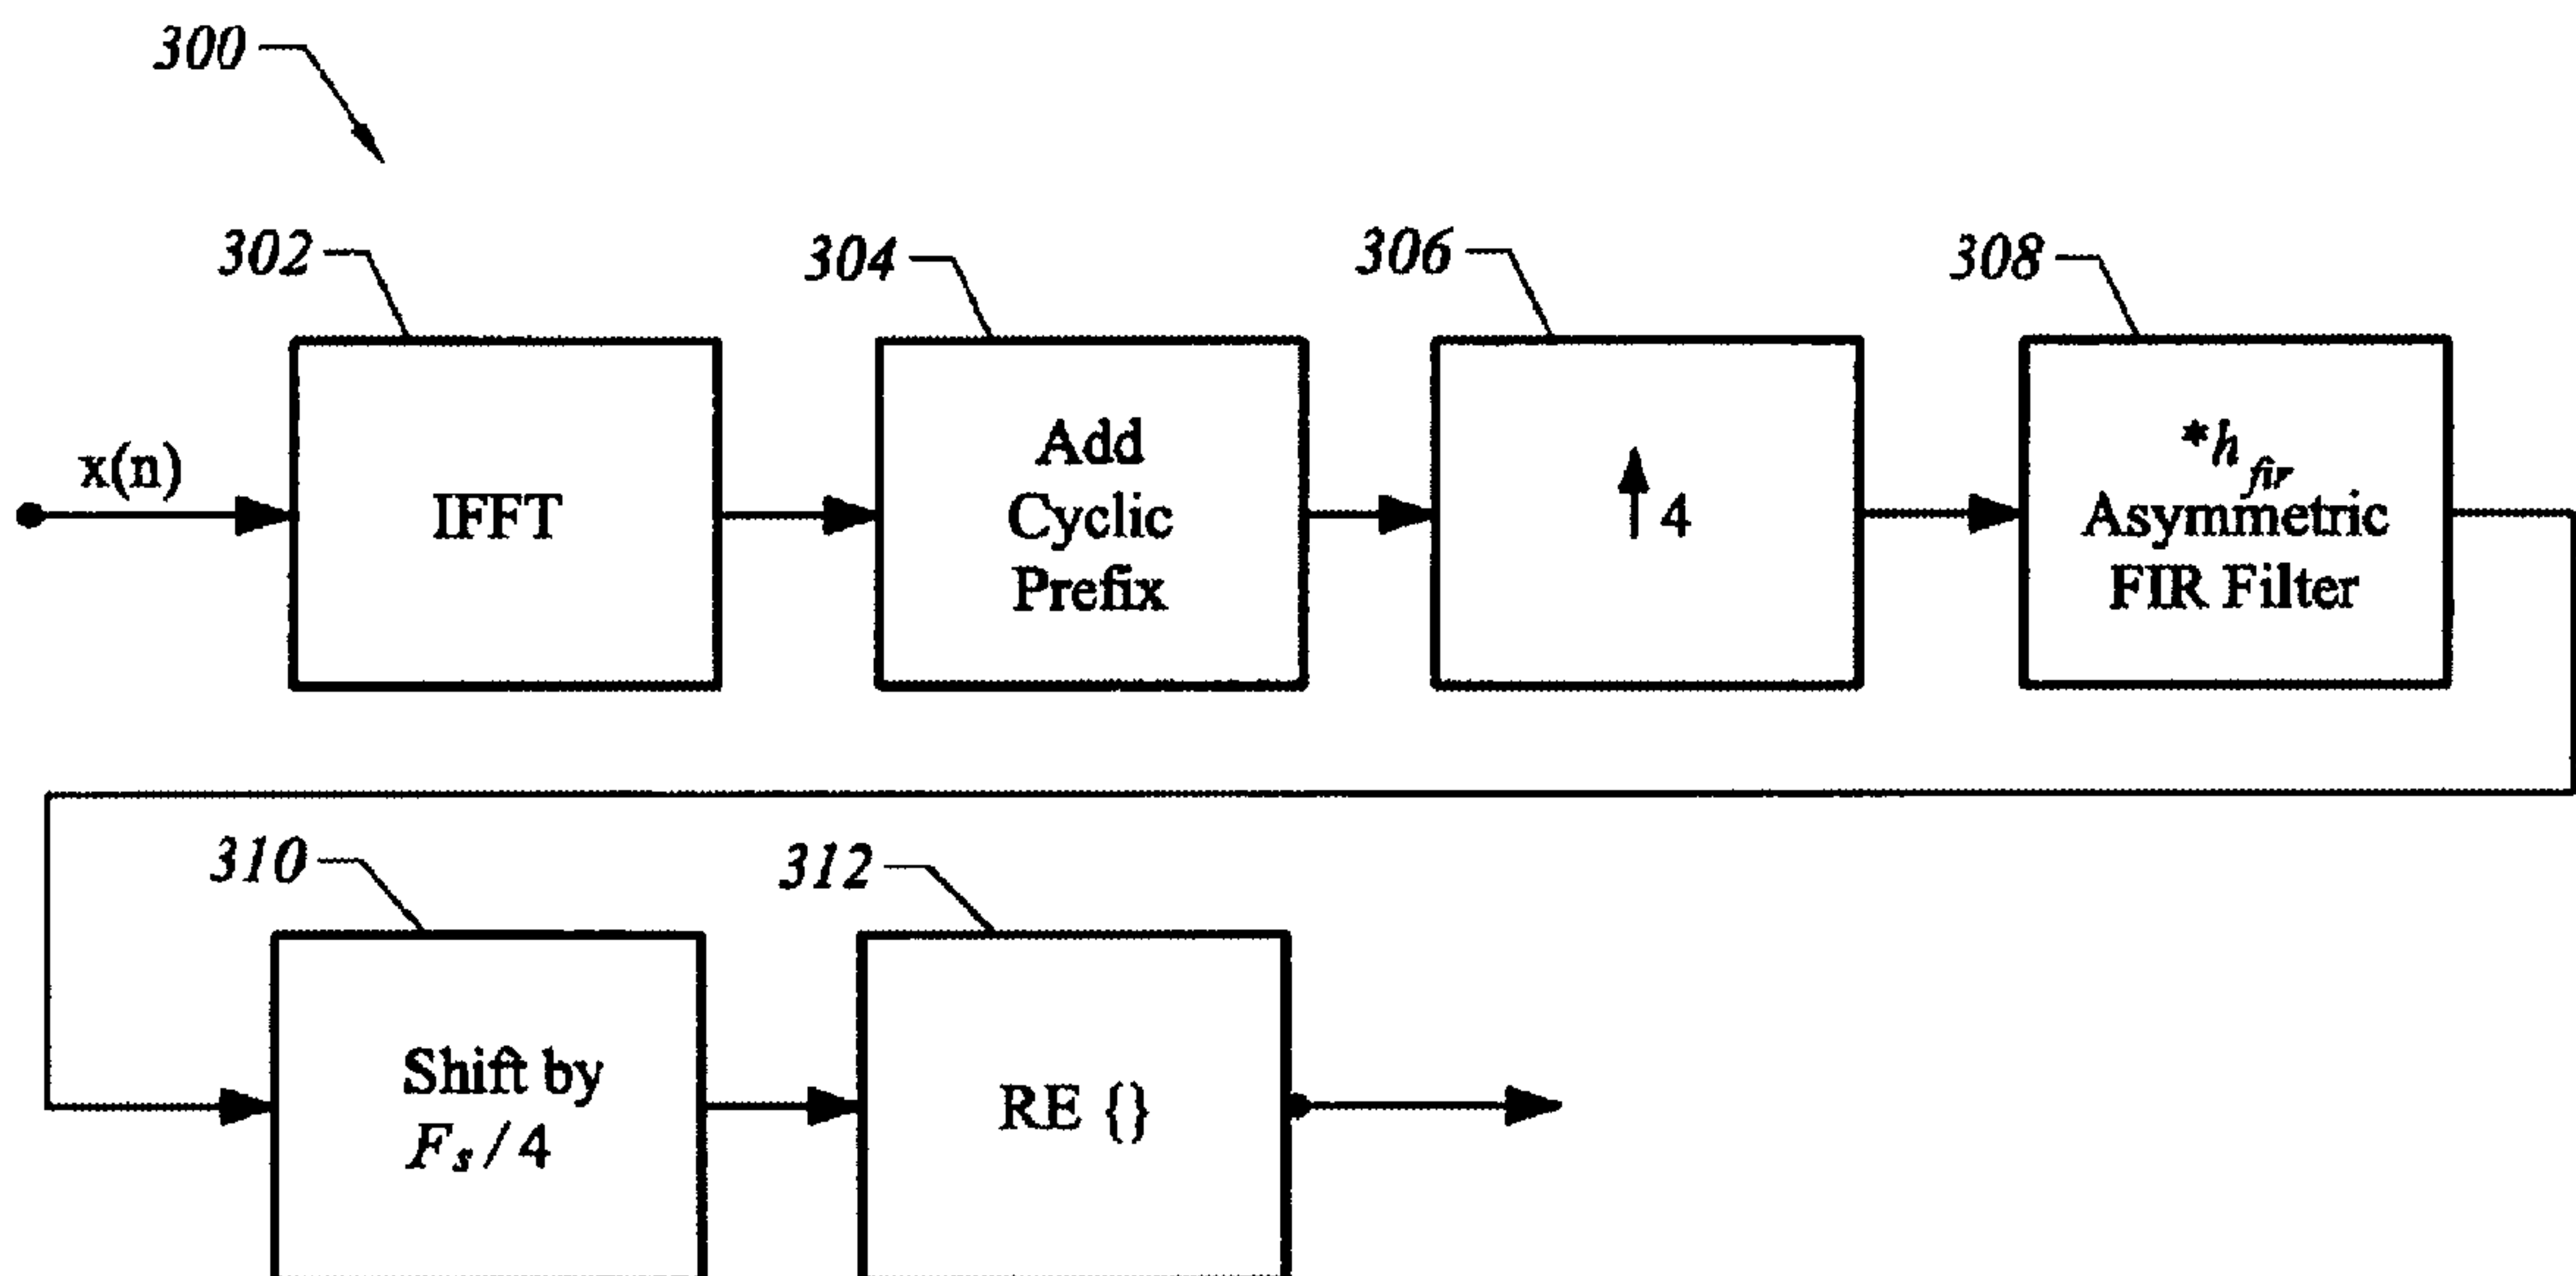 300
302
304
306
308
x(n)
IFFT
Add
Cyclic
Prefix
↑4
*h fir
Asymmetric
FIR Filter
310
312
Shift by
Fs/4
RE {}